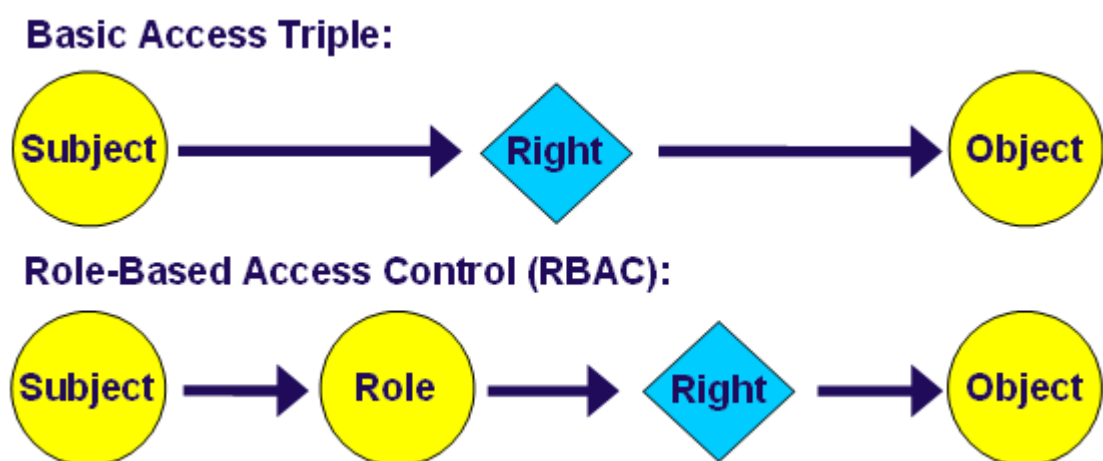 Basic Access Triple:
Subject Right Object
Role-Based Access Control (RBAC):
Subject Role Right Object